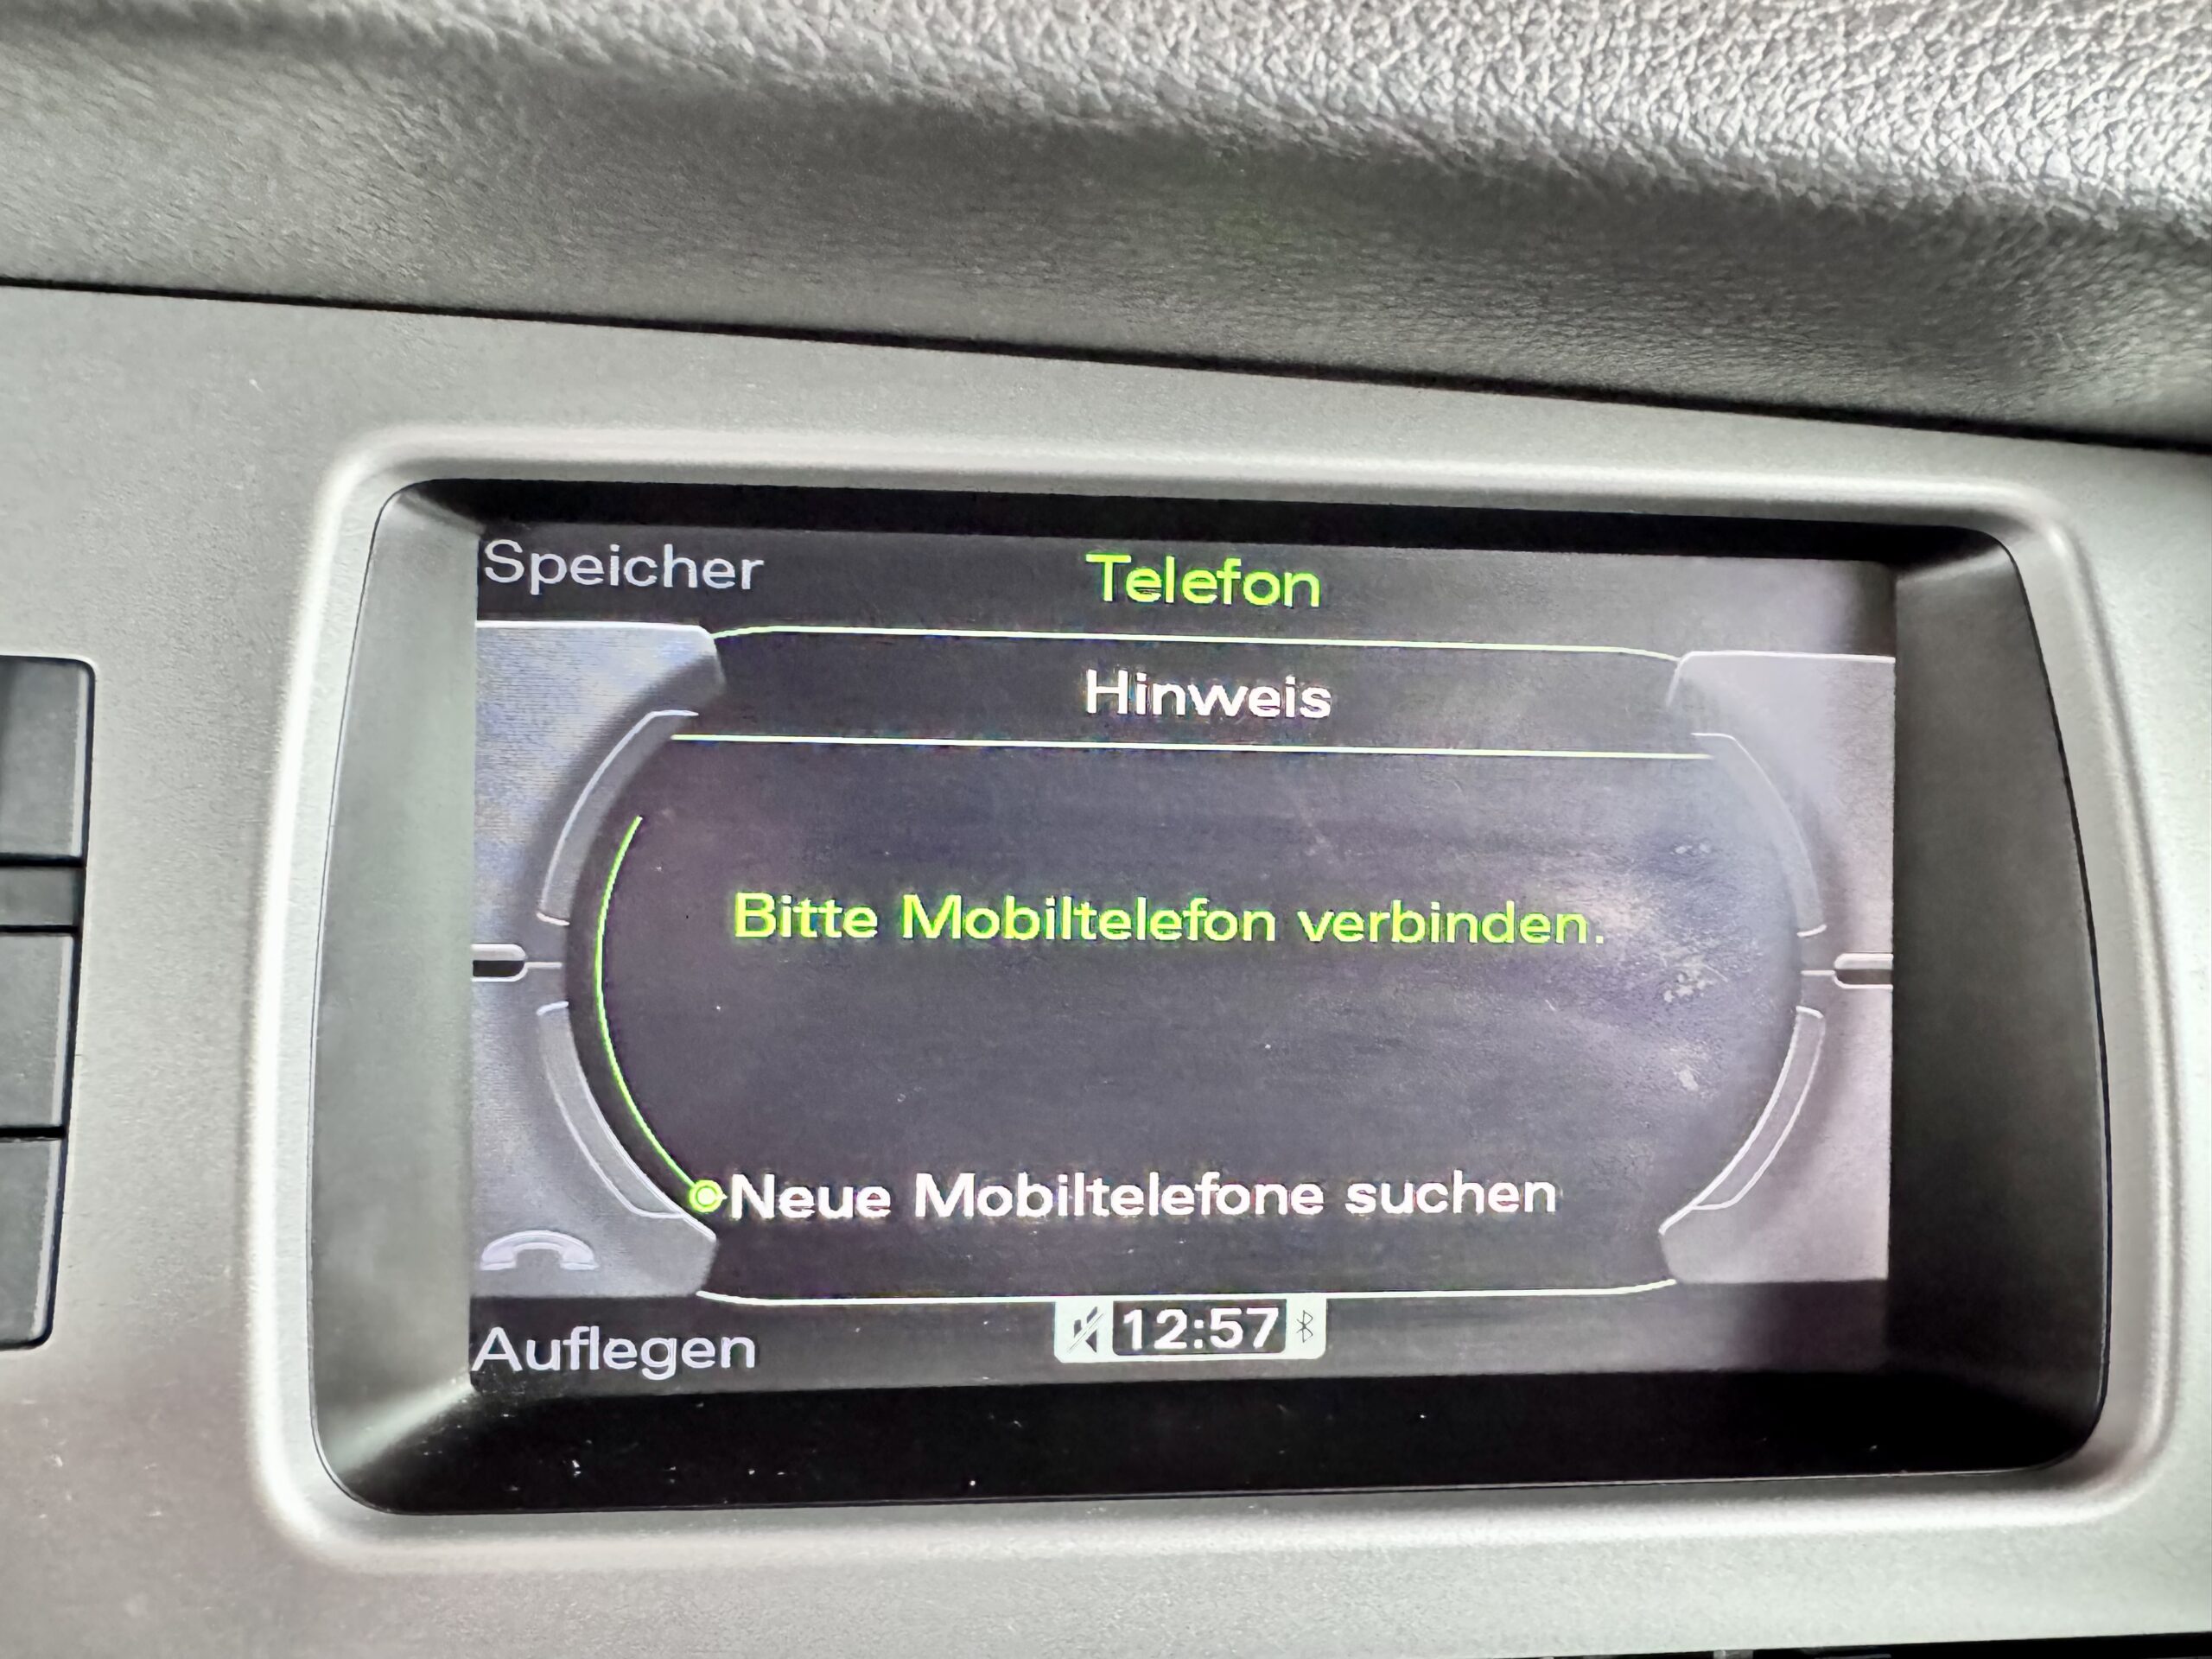 Speicher
Telefon
Hinweis
Bitte Mobiltelefon verbinden.
Neue Mobiltelefone suchen
Auflegen
12:57